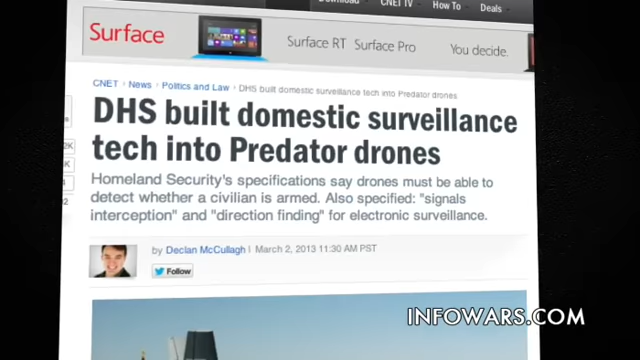 Download CNET TV How To Deals
Surface Surface RT Surface Pro You decide.
CNET › News › Politics and Law › DHS built domestic surveillance tech into Predator drones
DHS built domestic surveillance
tech into Predator drones
Homeland Security's specifications say drones must be able to
detect whether a civilian is armed. Also specified: "signals
interception" and "direction finding" for electronic surveillance.
by Declan McCullagh | March 2, 2013 11:30 AM PST
Follow
INFOWARS.COM